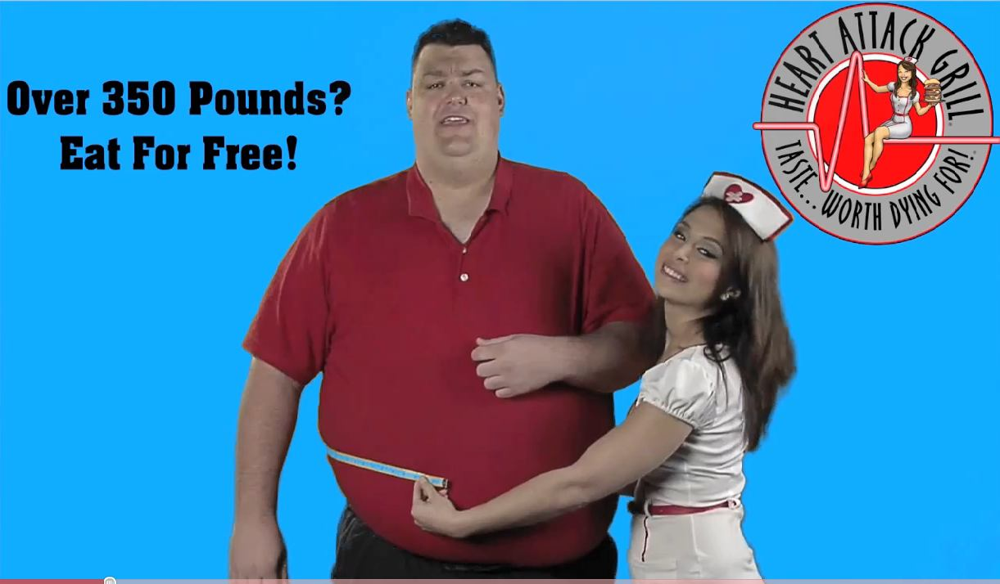 Over 350 Pounds?
Eat For Free!
HEART ATTACK GRILL
TASTE... WORTH DYING FOR!